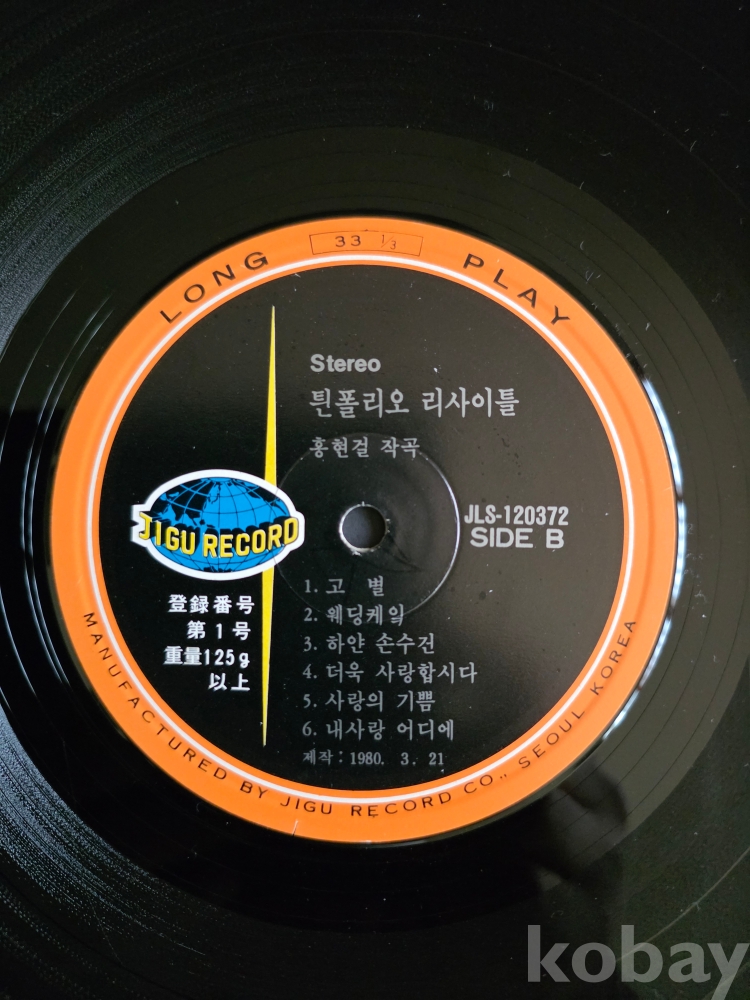 33 1/3
LONG PLAY
Stereo
튄폴리오 리사이틀
홍현걸 작곡
JIGU RECORD
JLS-120372
SIDE B
登録番号
第1号
重量125g
以上
1. 고 별
2. 웨딩케잌
3. 하얀 손수건
4. 더욱 사랑합시다
5. 사랑의 기쁨
6. 내사랑 어디에
제작 : 1980. 3. 21
MANUFACTURED BY JIGU RECORD CO., SEOUL KOREA
kobay